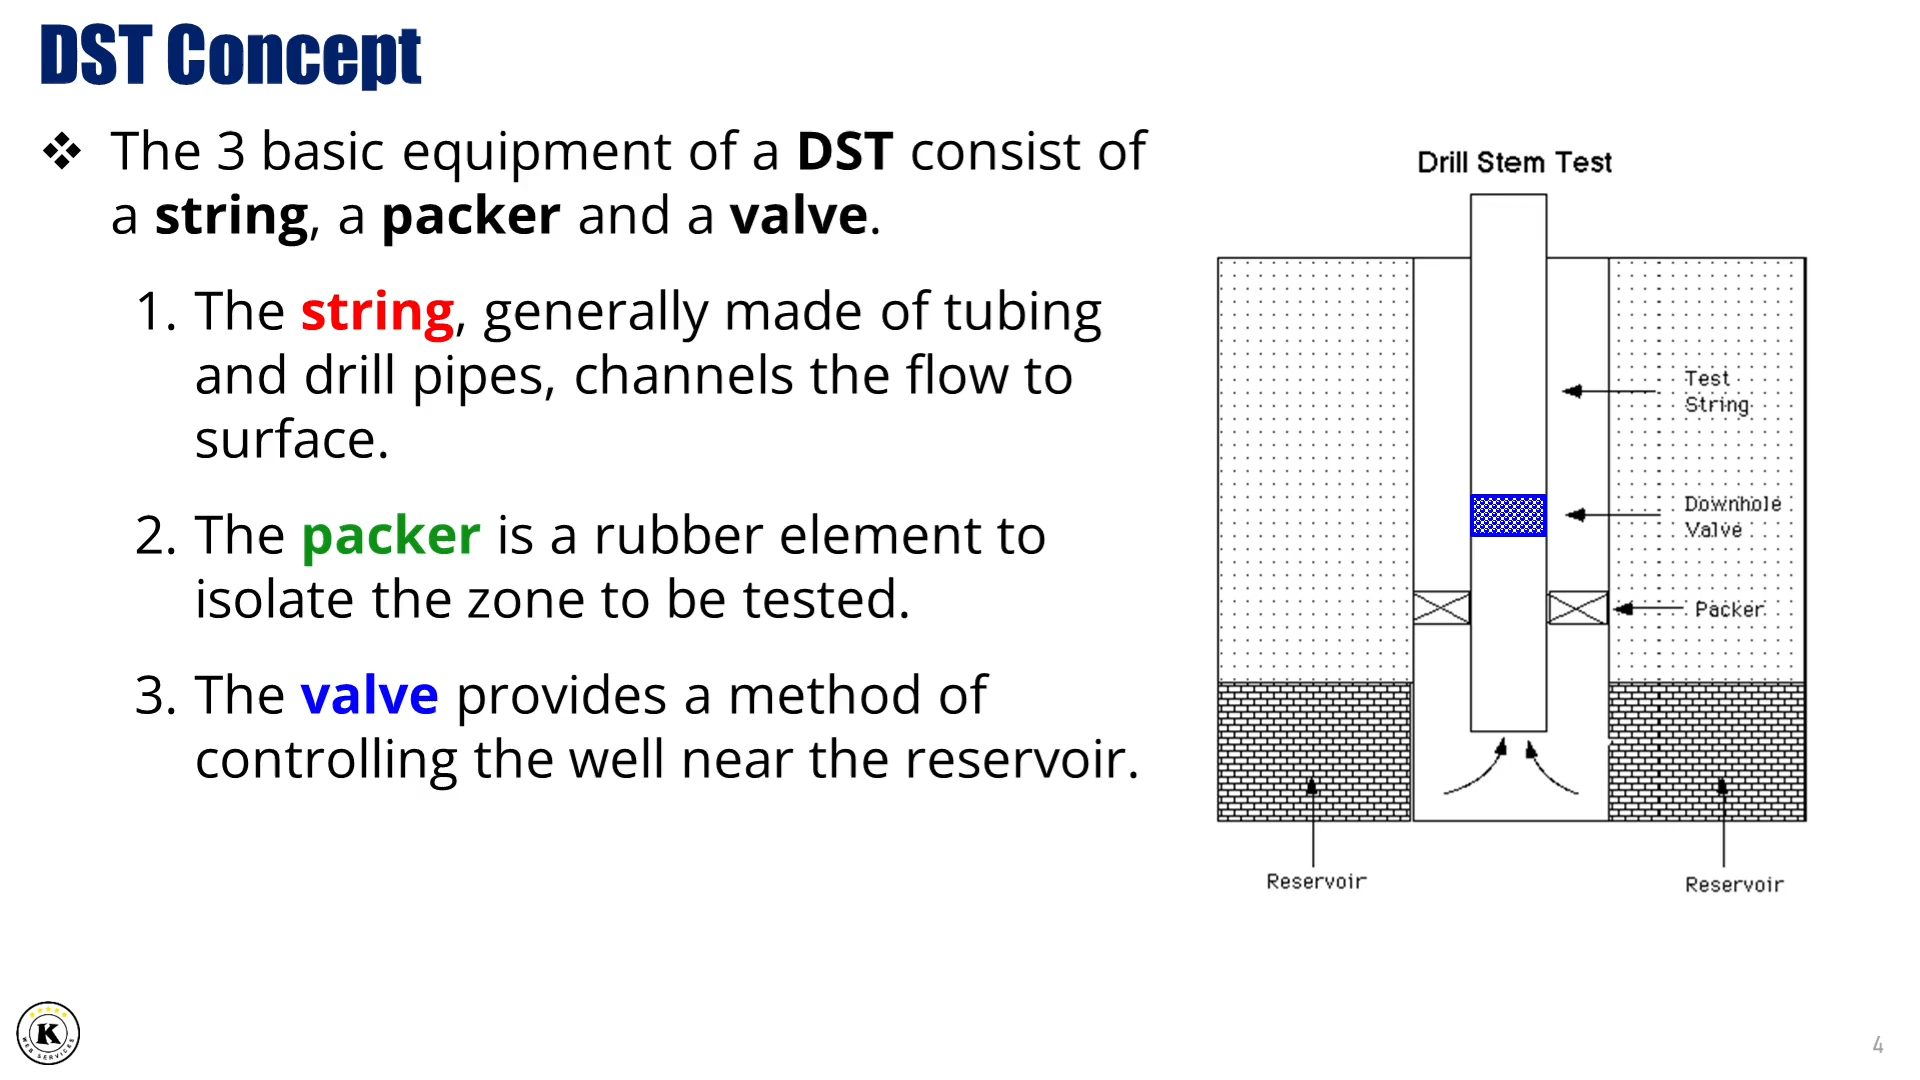 DST Concept
❖ The 3 basic equipment of a DST consist of
a string, a packer and a valve.
1. The string, generally made of tubing
and drill pipes, channels the flow to
surface.
2. The packer is a rubber element to
isolate the zone to be tested.
3. The valve provides a method of
controlling the well near the reservoir.
Drill Stem Test
Test
String
Downhole
Valve
Packer
Reservoir
Reservoir
K
WEB SERVICES
4